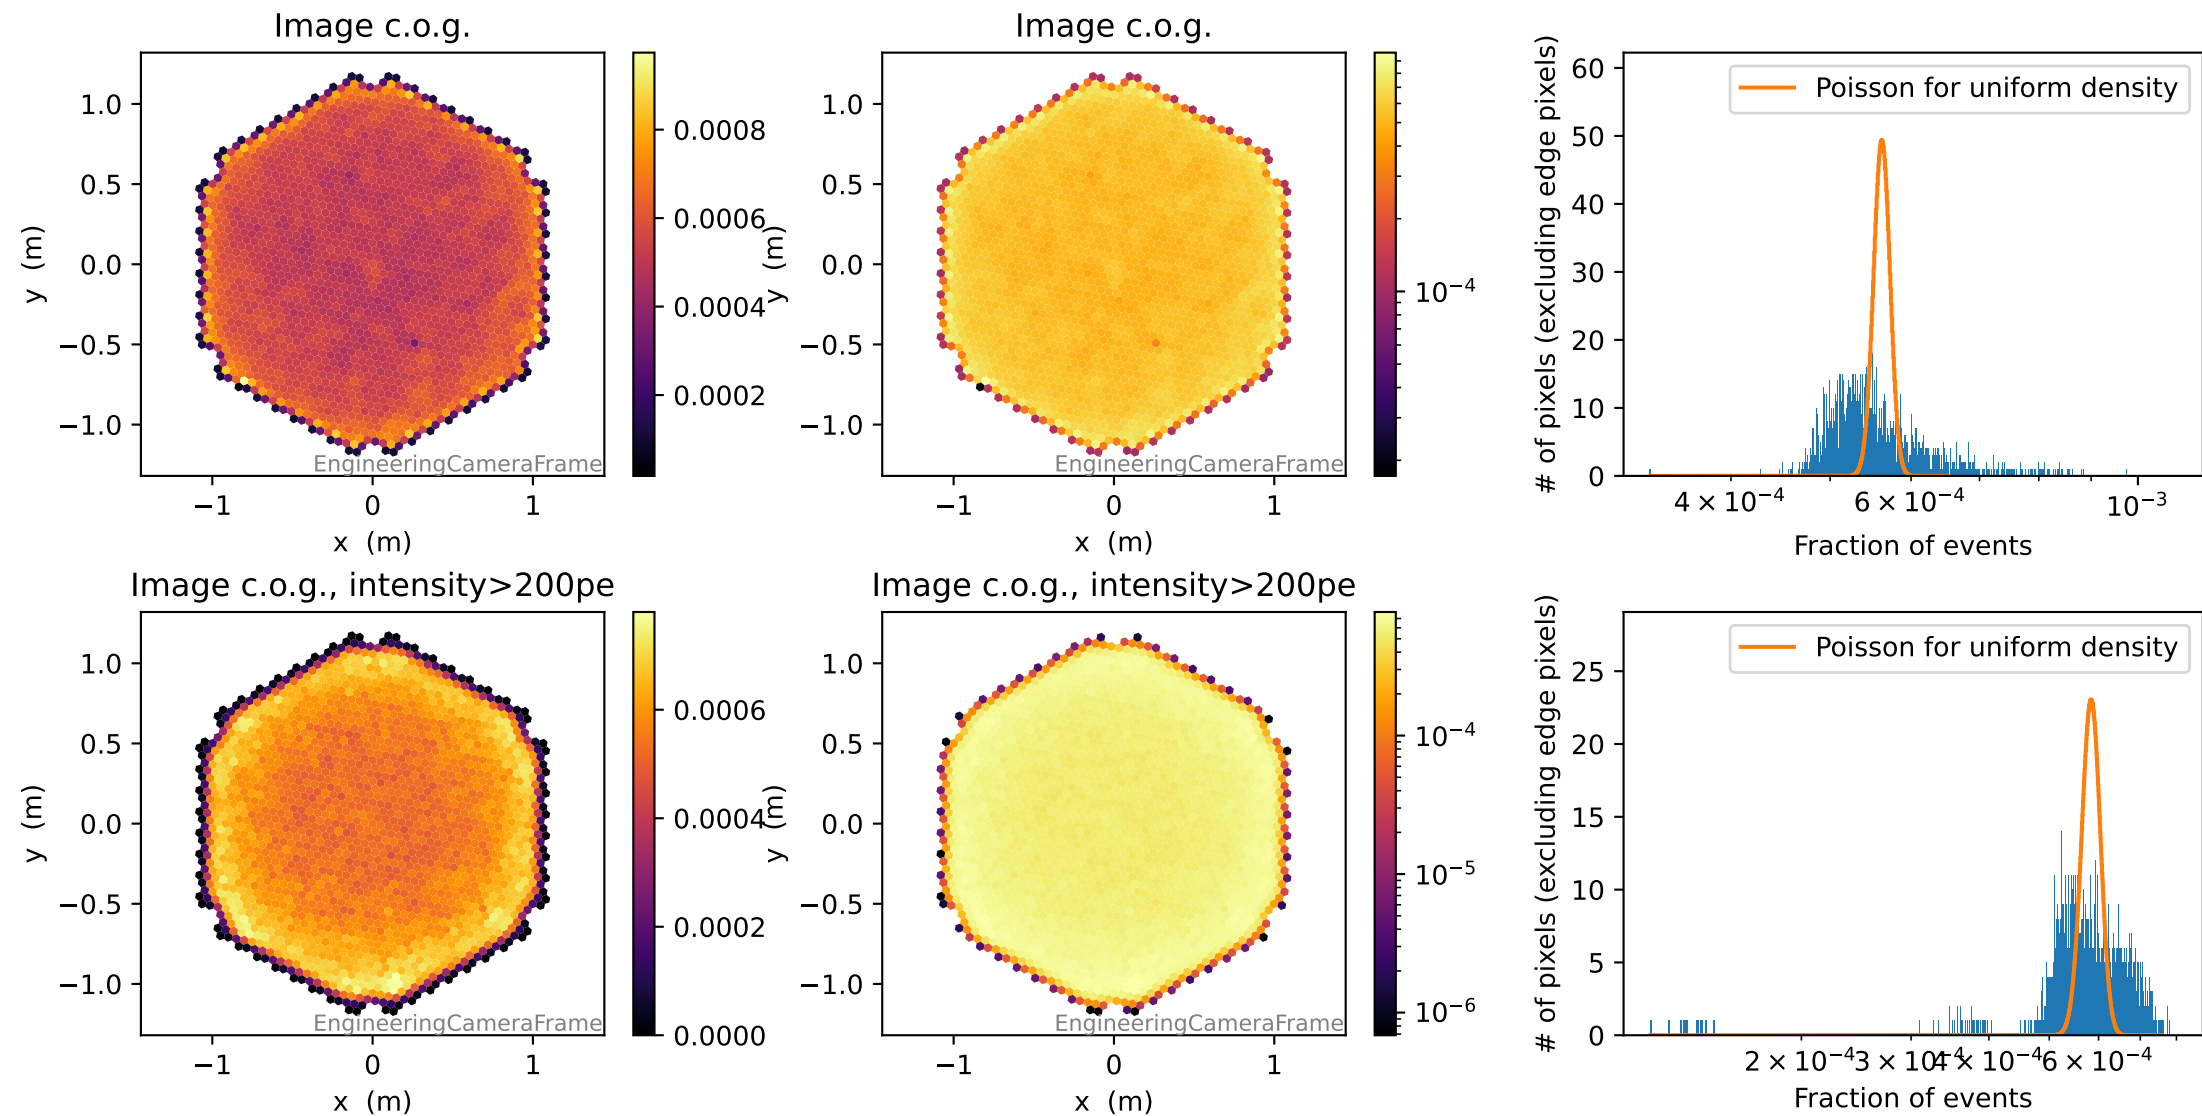 Image c.o.g.
1.0
0.5
0.0
−0.5
−1.0
y (m)
−1
0
1
x (m)
EngineeringCameraFrame
0.0008
0.0006
0.0004
0.0002
Image c.o.g.
1.0
0.5
0.0
−0.5
−1.0
y (m)
−1
0
1
x (m)
EngineeringCameraFrame
10⁻⁴
60
50
40
30
20
10
0
# of pixels (excluding edge pixels)
Poisson for uniform density
4 × 10⁻⁴
6 × 10⁻⁴
10⁻³
Fraction of events
Image c.o.g., intensity>200pe
1.0
0.5
0.0
−0.5
−1.0
y (m)
−1
0
1
x (m)
EngineeringCameraFrame
0.0006
0.0004
0.0002
0.0000
Image c.o.g., intensity>200pe
1.0
0.5
0.0
−0.5
−1.0
y (m)
−1
0
1
x (m)
EngineeringCameraFrame
10⁻⁴
10⁻⁵
10⁻⁶
25
20
15
10
5
0
# of pixels (excluding edge pixels)
Poisson for uniform density
2 × 10⁻⁴
3 × 10⁻⁴
4 × 10⁻⁴
6 × 10⁻⁴
Fraction of events